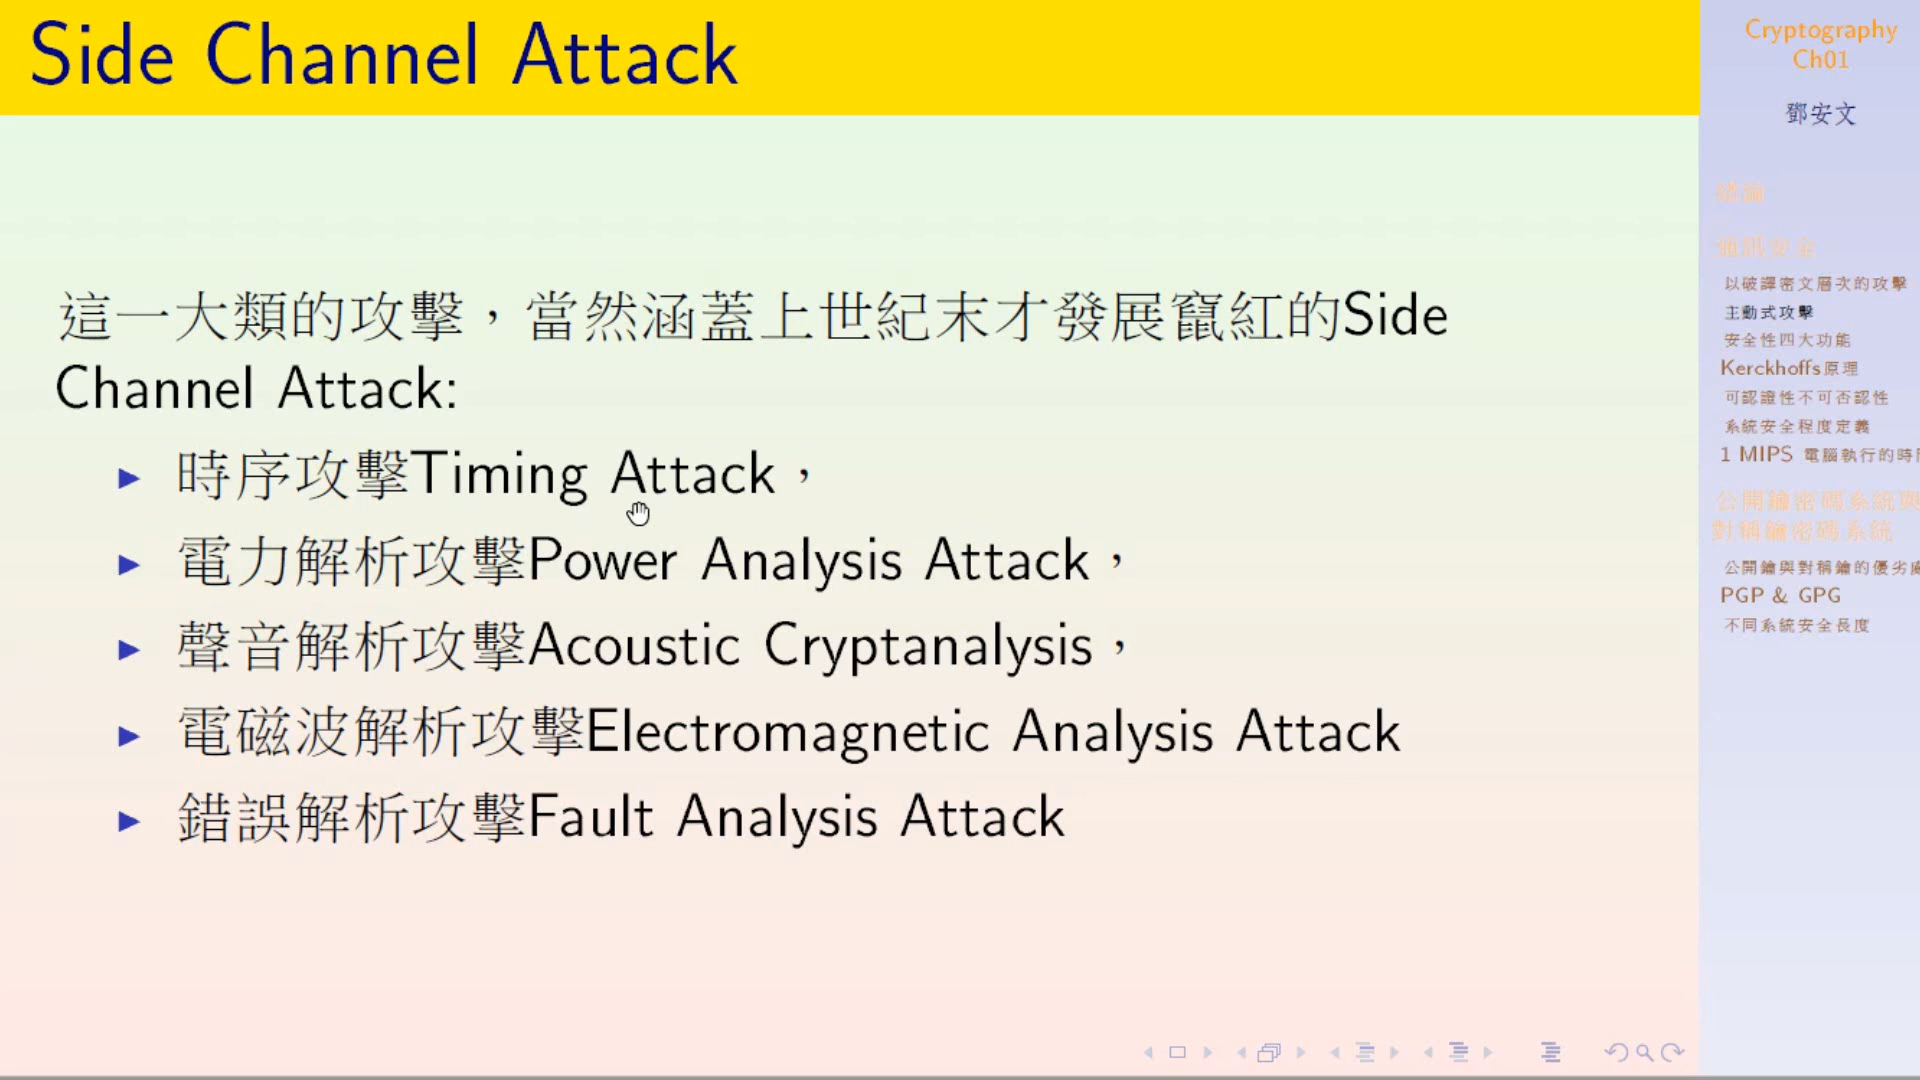 Side Channel Attack
這一大類的攻擊，當然涵蓋上世紀末才發展竄紅的Side
Channel Attack:
時序攻擊Timing Attack，
電力解析攻擊Power Analysis Attack，
聲音解析攻擊Acoustic Cryptanalysis，
電磁波解析攻擊Electromagnetic Analysis Attack
錯誤解析攻擊Fault Analysis Attack
Cryptography
Ch01
鄧安文
緒論
資訊安全
以破譯密文層次的攻擊
主動式攻擊
安全性四大功能
Kerckhoffs原理
可認證性不可否認性
系統安全程度定義
1 MIPS 電腦執行的時
公開鑰密碼系統與
對稱鑰密碼系統
公開鑰與對稱鑰的優劣
PGP & GPG
不同系統安全長度